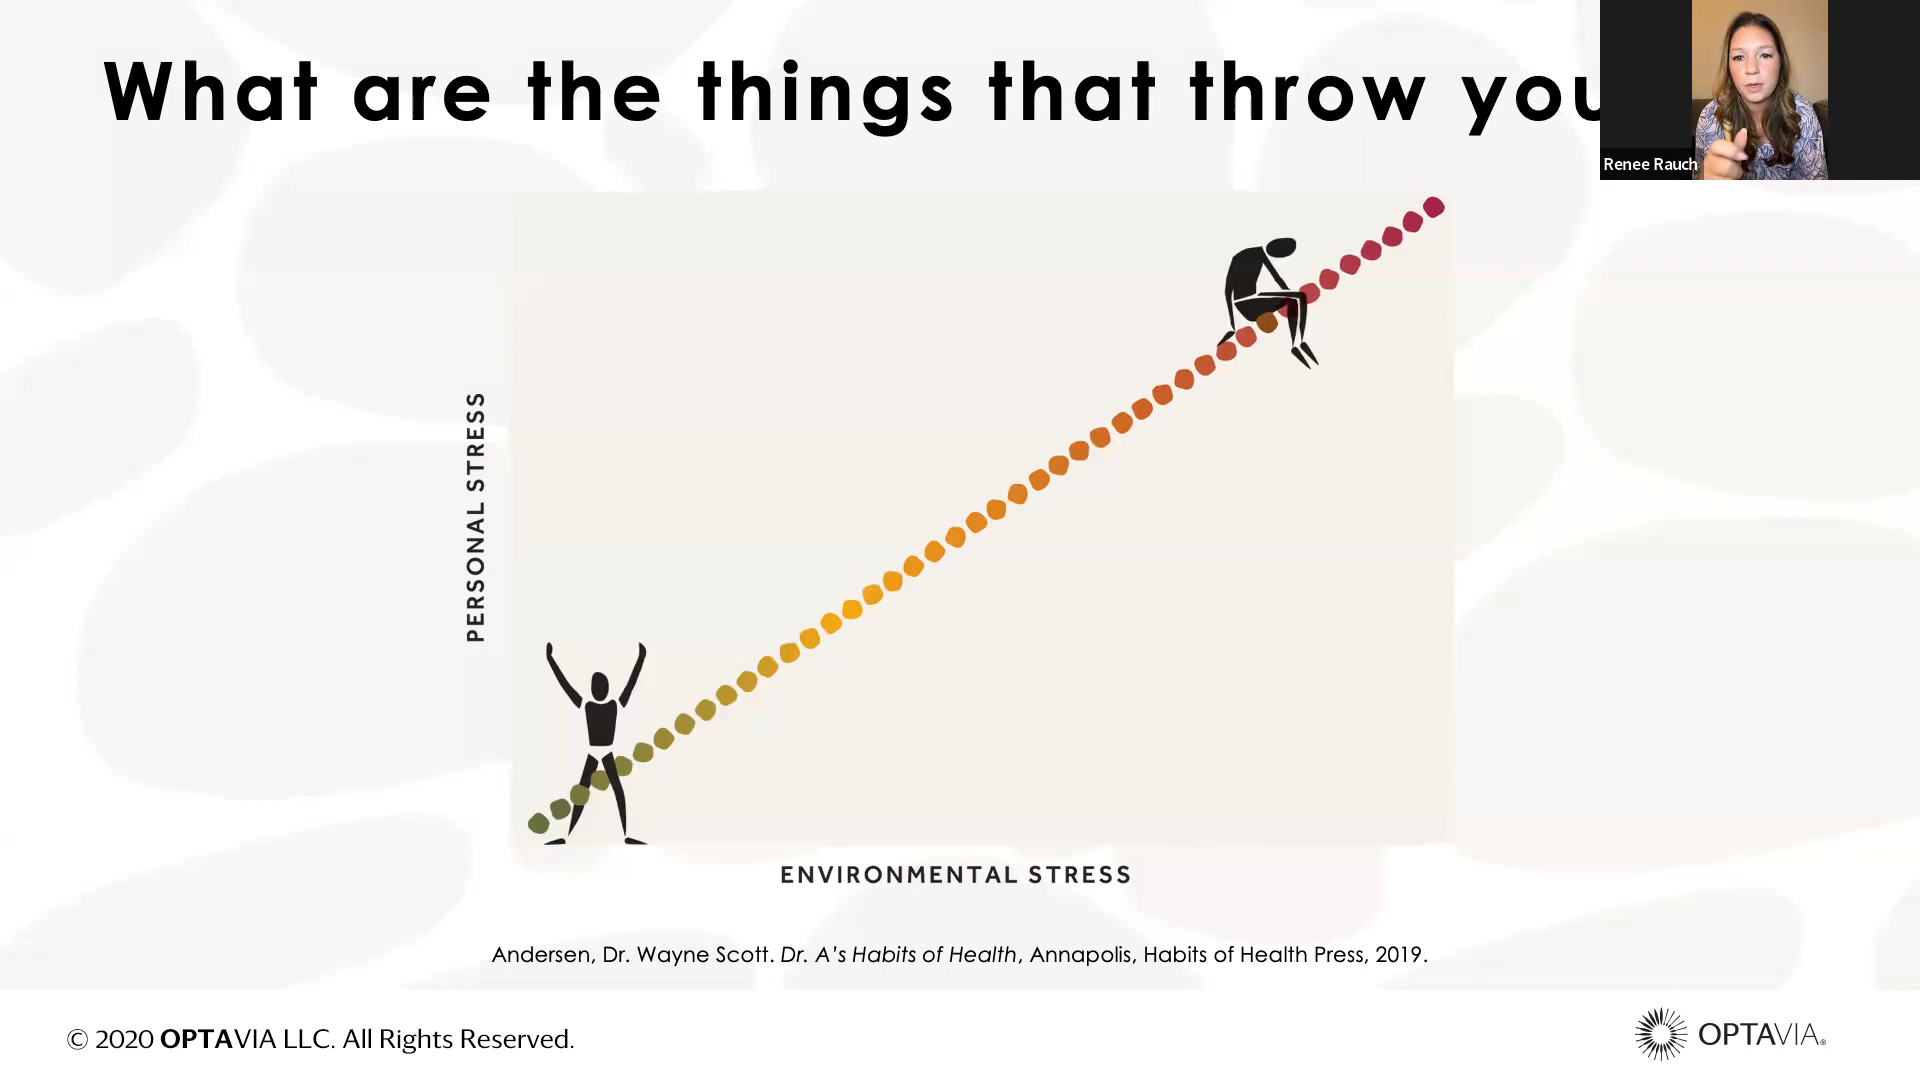 What are the things that throw you
Renee Rauch
PERSONAL STRESS
ENVIRONMENTAL STRESS
Andersen, Dr. Wayne Scott. Dr. A's Habits of Health, Annapolis, Habits of Health Press, 2019.
© 2020 OPTAVIA LLC. All Rights Reserved.
OPTAVIA®